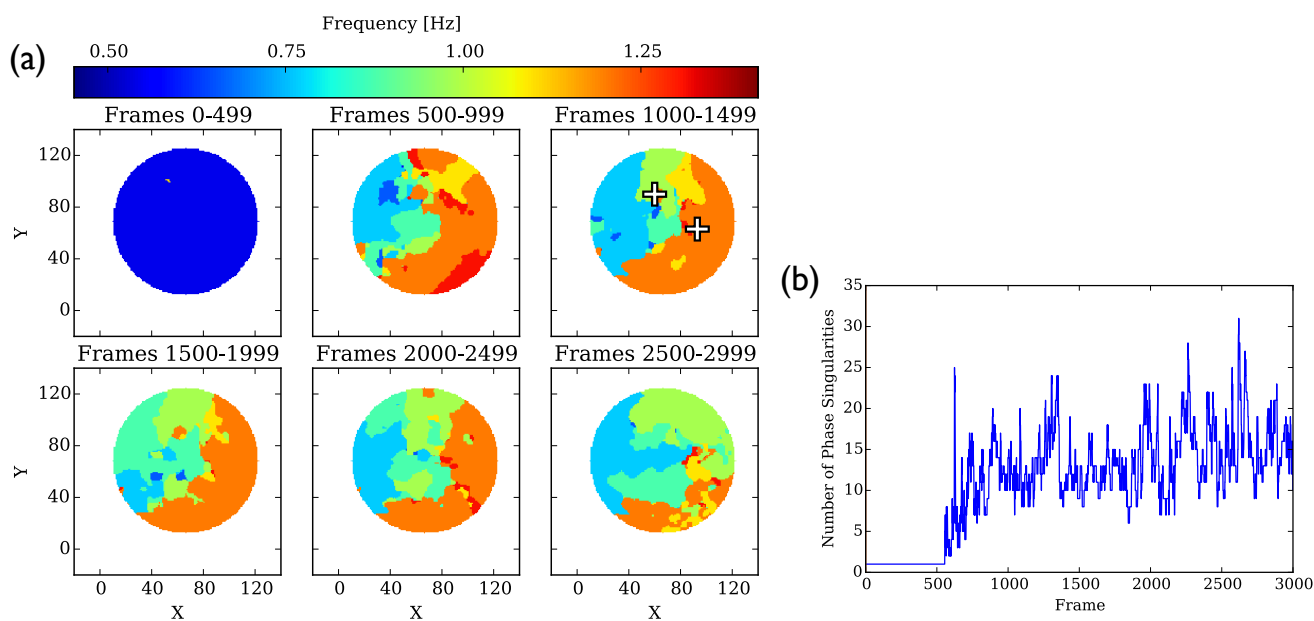 (a)
Frequency [Hz]
0.50 0.75 1.00 1.25
Frames 0-499 Frames 500-999 Frames 1000-1499
120
80
40
0
Y
Frames 1500-1999 Frames 2000-2499 Frames 2500-2999
120
80
40
0
Y
0 40 80 120 0 40 80 120 0 40 80 120
X X X
(b)
35
30
25
20
15
10
5
0
Number of Phase Singularities
0 500 1000 1500 2000 2500 3000
Frame